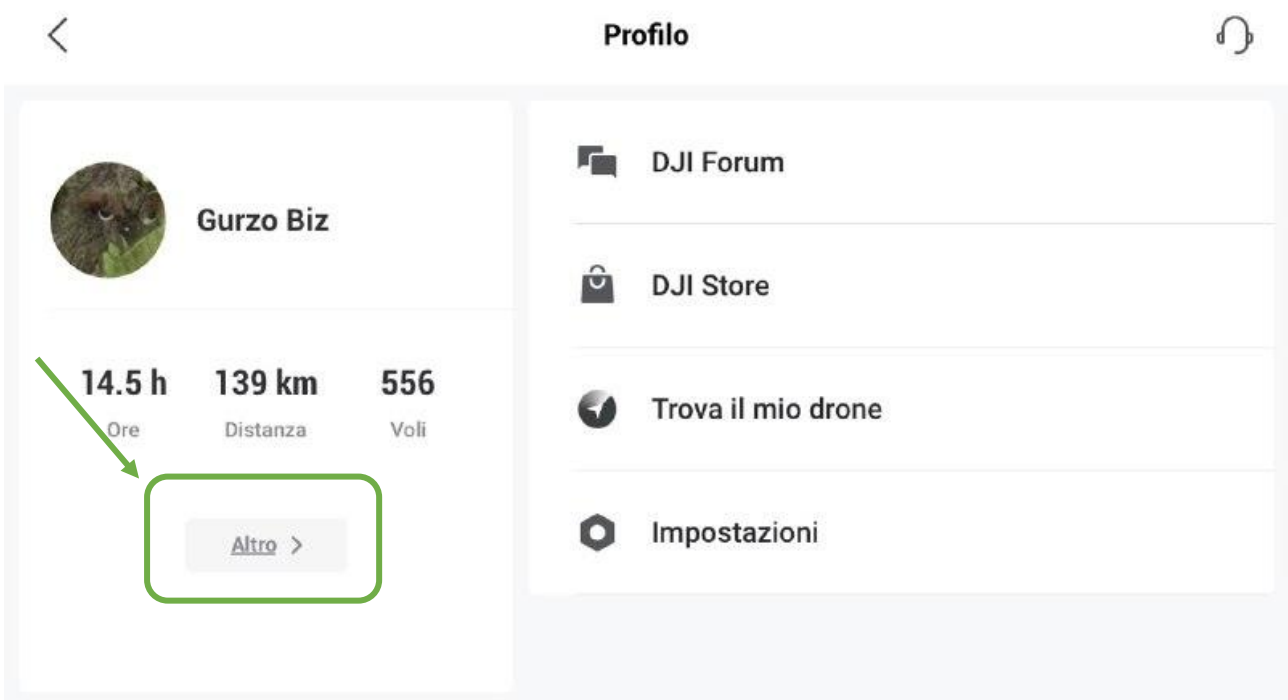 Profilo
Gurzo Biz
14.5 h 139 km 556
Ore Distanza Voli
Altro
DJI Forum
DJI Store
Trova il mio drone
Impostazioni